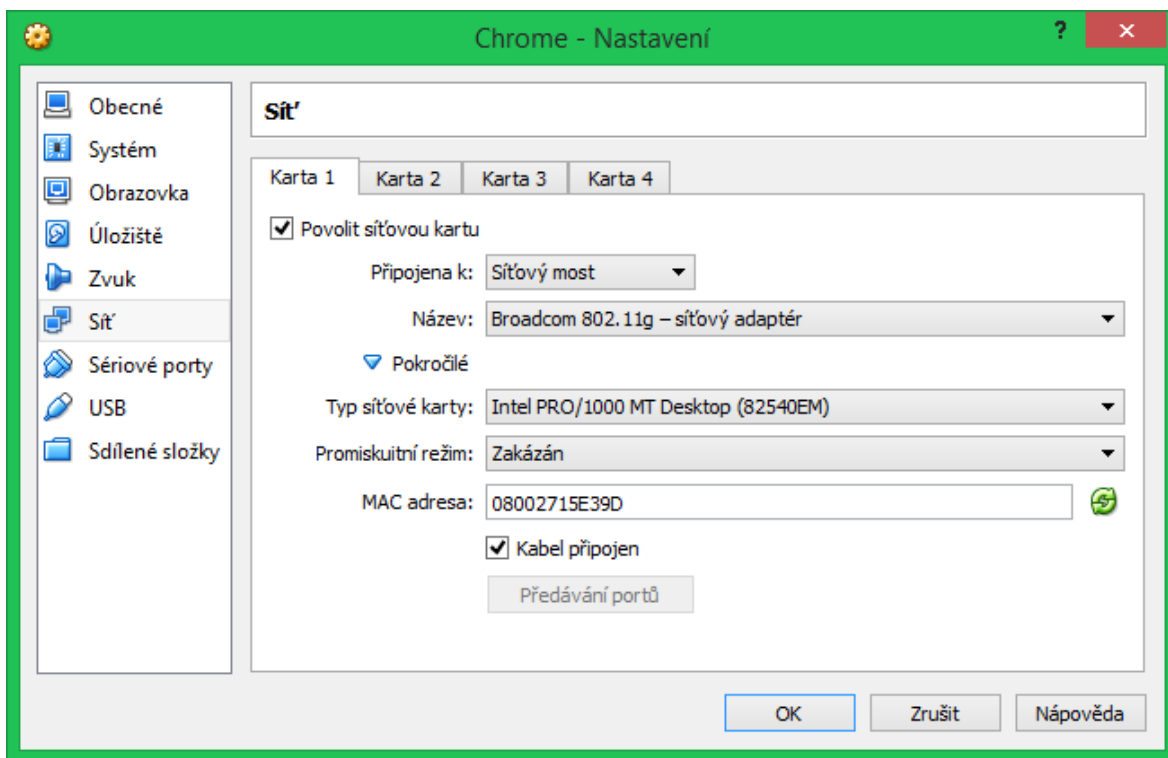 Chrome - Nastavení
?
Obecné
Systém
Obrazovka
Úložiště
Zvuk
Síť
Sériové porty
USB
Sdílené složky
Síť
Karta 1 Karta 2 Karta 3 Karta 4
Povolit síťovou kartu
Připojena k: Síťový most
Název: Broadcom 802.11g – síťový adaptér
Pokročilé
Typ síťové karty: Intel PRO/1000 MT Desktop (82540EM)
Promiskuitní režim: Zakázán
MAC adresa: 08002715E39D
Kabel připojen
Předávání portů
OK Zrušit Nápověda